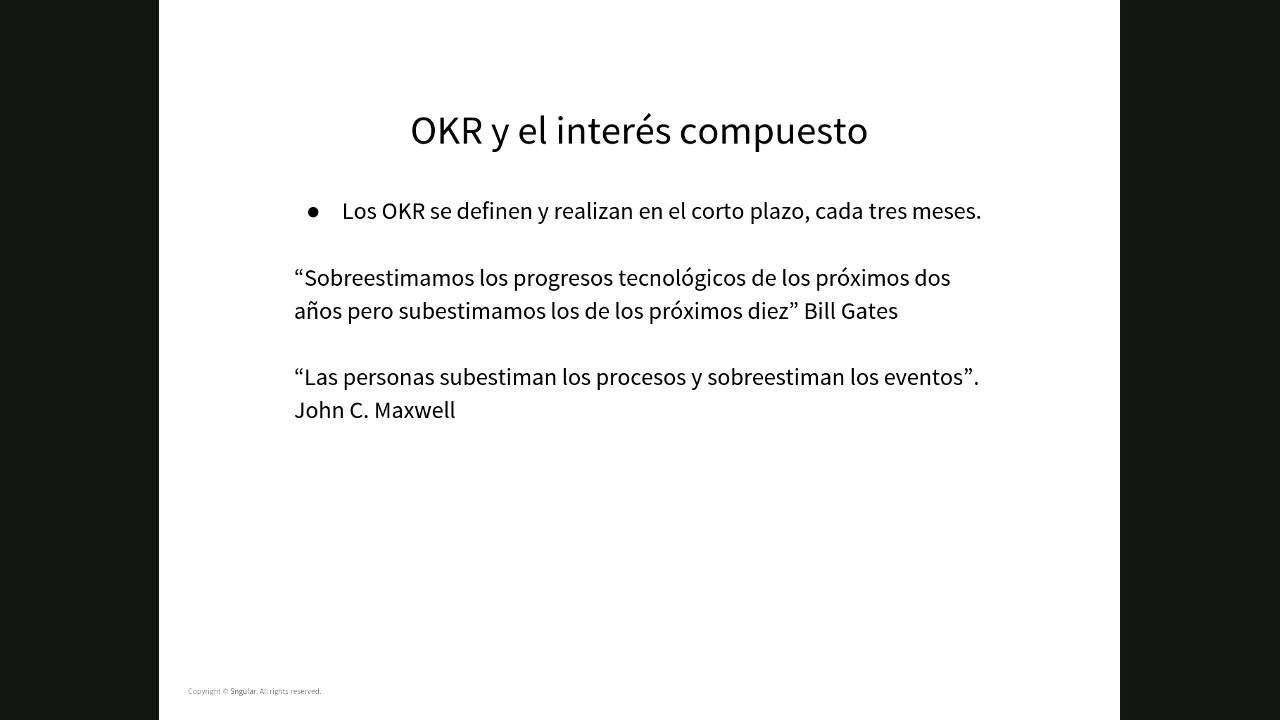 OKR y el interés compuesto
● Los OKR se definen y realizan en el corto plazo, cada tres meses.
“Sobreestimamos los progresos tecnológicos de los próximos dos
años pero subestimamos los de los próximos diez” Bill Gates
“Las personas subestiman los procesos y sobreestiman los eventos”.
John C. Maxwell
Copyright © Sngular. All rights reserved.